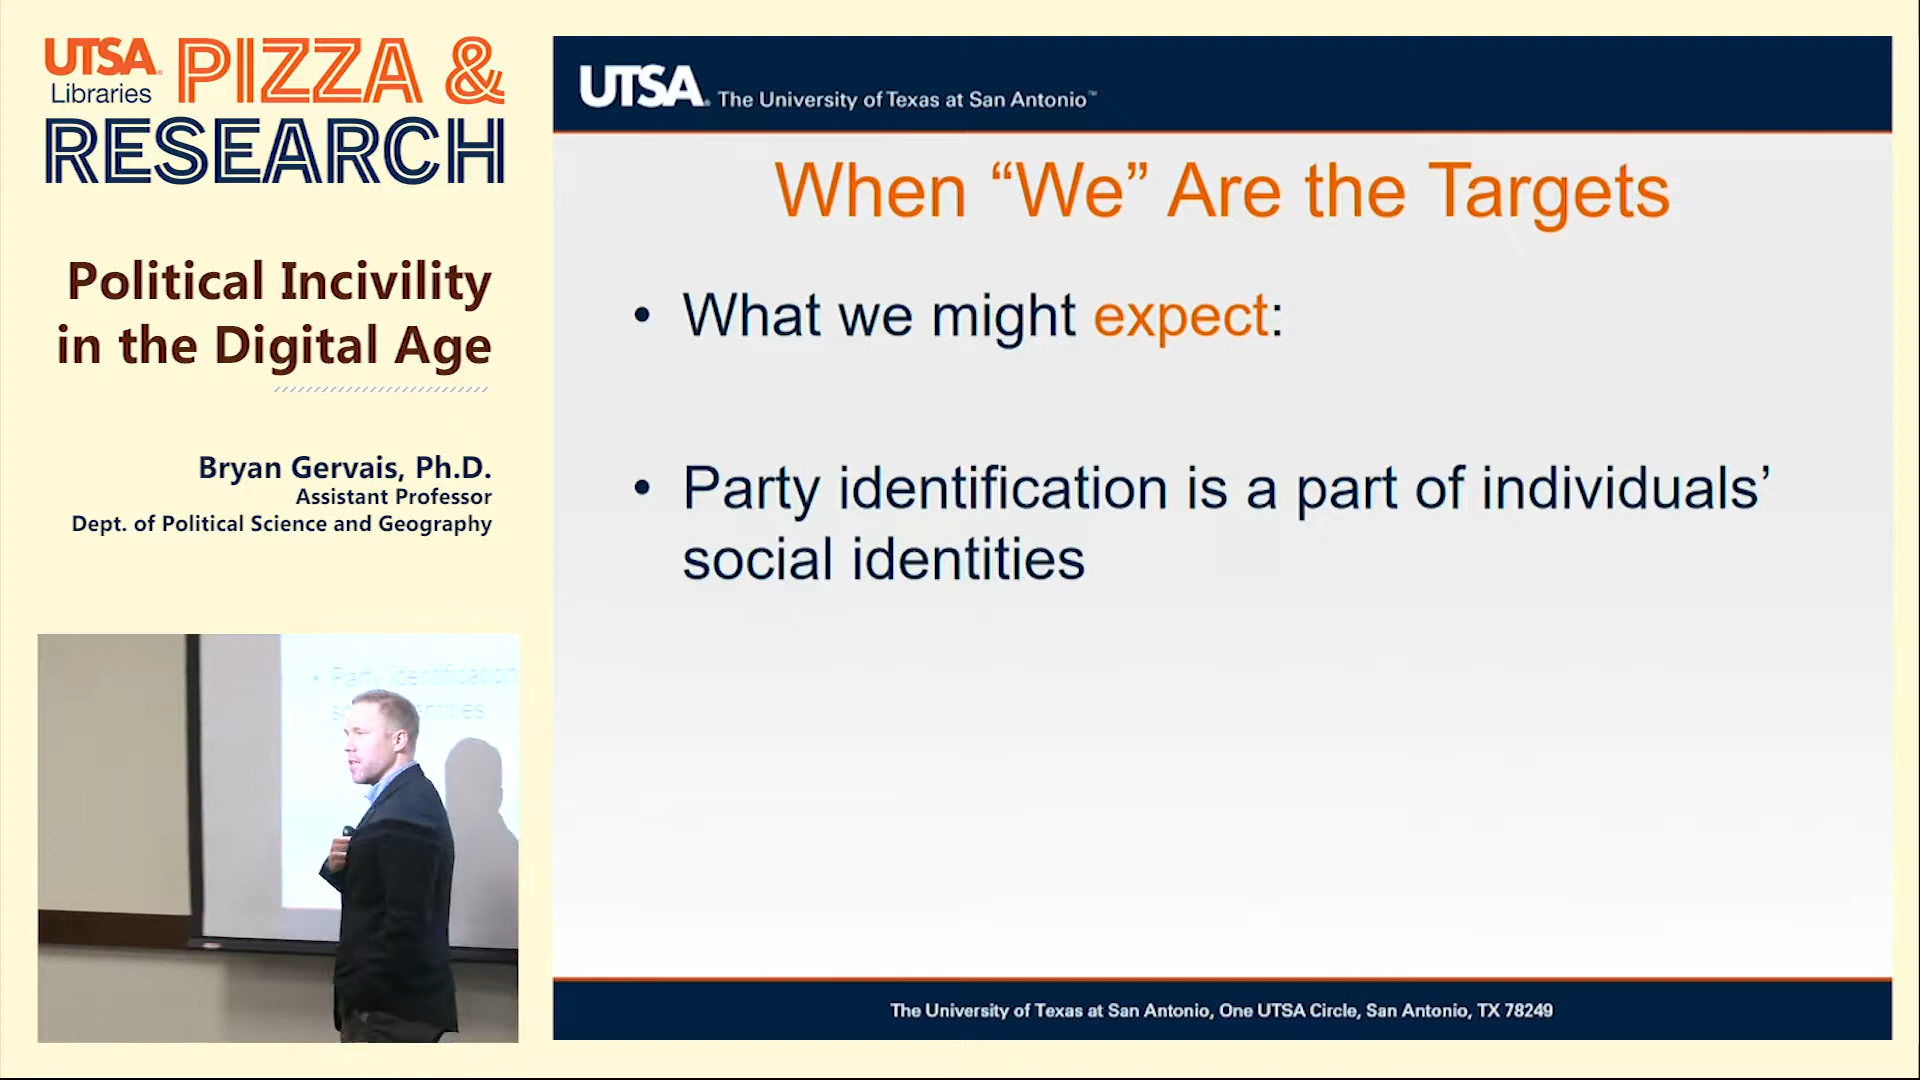 UTSA
Libraries
PIZZA &
RESEARCH
Political Incivility
in the Digital Age
Bryan Gervais, Ph.D.
Assistant Professor
Dept. of Political Science and Geography
UTSA. The University of Texas at San Antonio™
When “We” Are the Targets
• What we might expect:
• Party identification is a part of individuals’
social identities
The University of Texas at San Antonio, One UTSA Circle, San Antonio, TX 78249
• Party identification